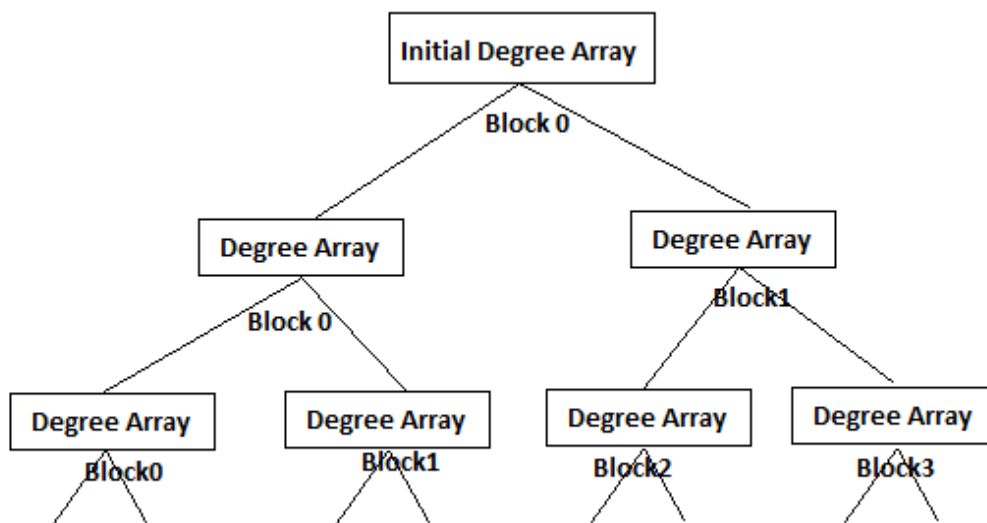 Initial Degree Array
Block 0
Degree Array
Degree Array
Block 0
Block1
Degree Array
Degree Array
Degree Array
Degree Array
Block0
Block1
Block2
Block3